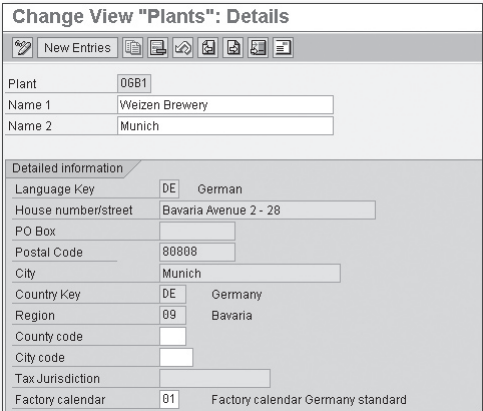 Change View "Plants": Details
New Entries
Plant 06B1
Name 1 Weizen Brewery
Name 2 Munich
Detailed information
Language Key DE German
House number/street Bavaria Avenue 2 - 28
PO Box
Postal Code 80808
City Munich
Country Key DE Germany
Region 09 Bavaria
County code
City code
Tax Jurisdiction
Factory calendar 01 Factory calendar Germany standard